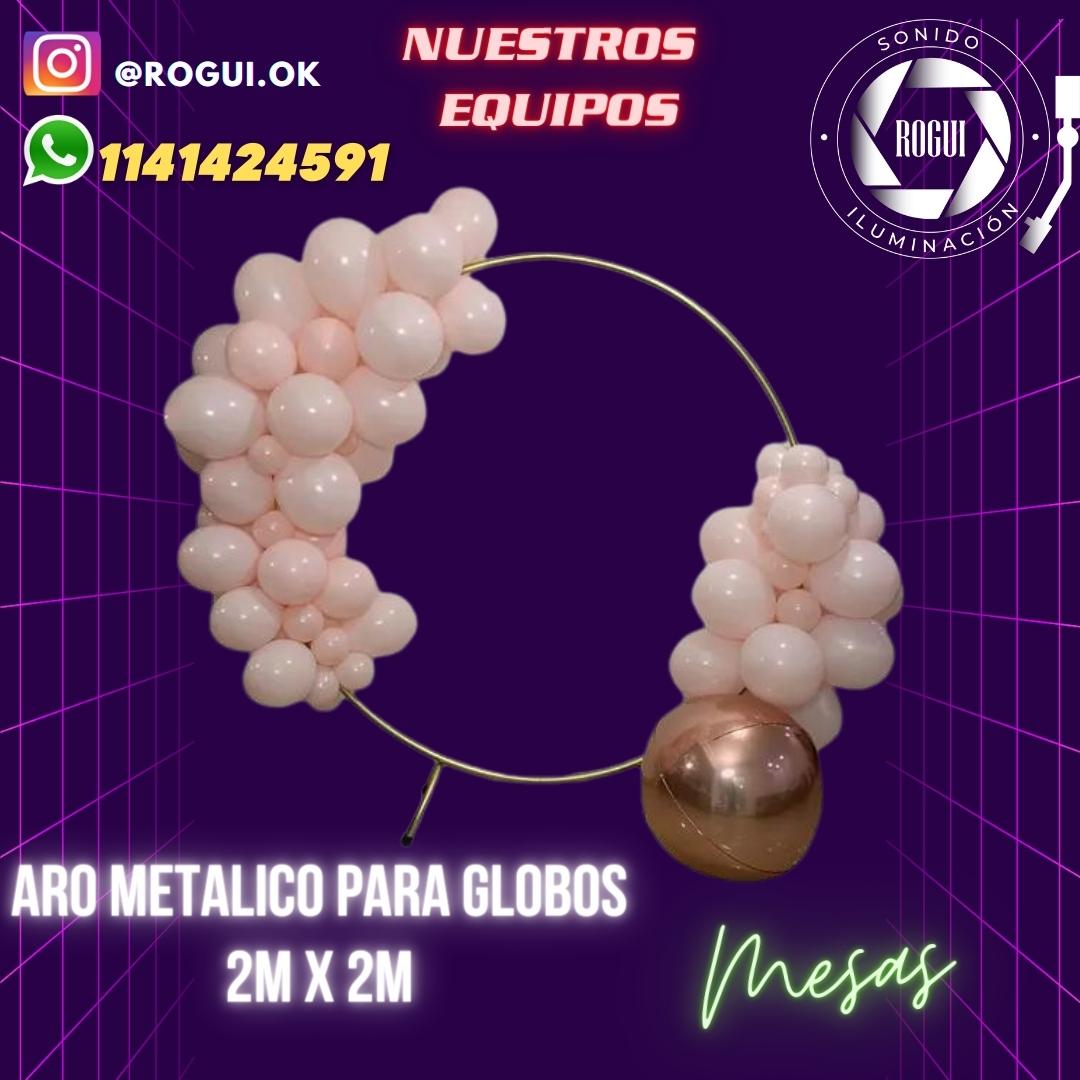 @ROGUI.OK
1141424591
NUESTROS
EQUIPOS
SONIDO
ROGUI
ILUMINACIÓN
ARO METALICO PARA GLOBOS
2M X 2M
Mesas